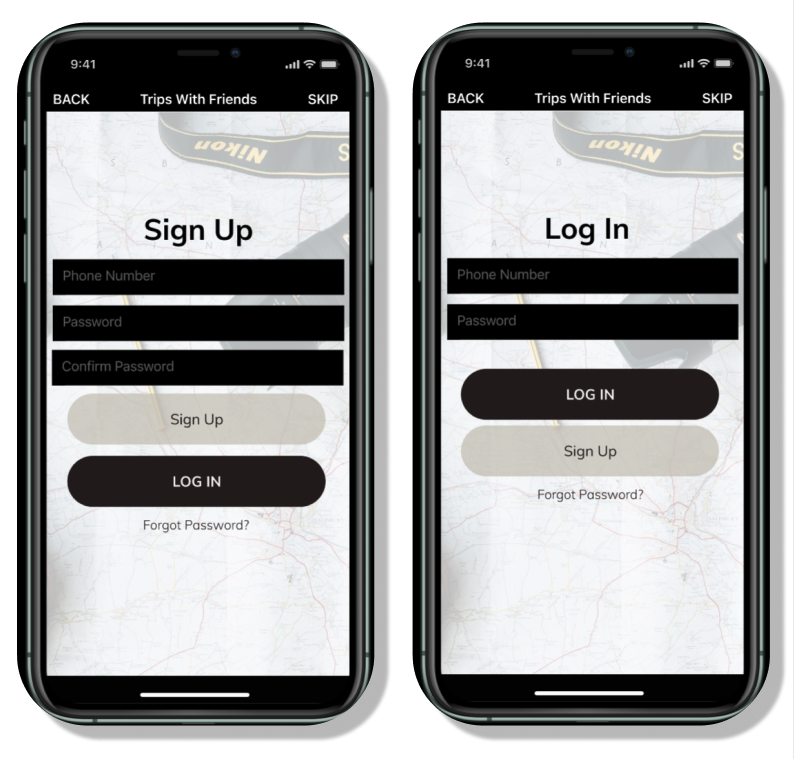 9:41
BACK Trips With Friends SKIP
Nikon S
S B
A N
Sign Up
Phone Number
Password
Confirm Password
Sign Up
LOG IN
Forgot Password?
9:41
BACK Trips With Friends SKIP
Nikon S
S B
A
Log In
Phone Number
Password
LOG IN
Sign Up
Forgot Password?